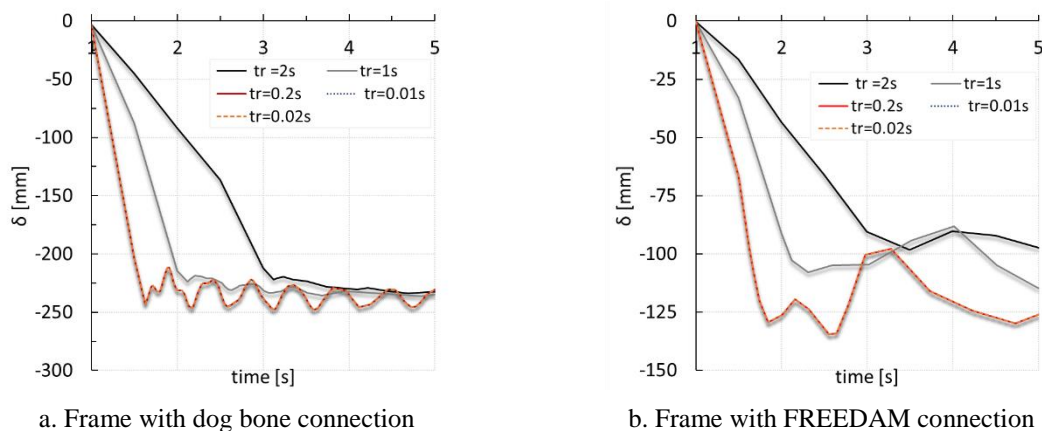 0
-50
-100
-150
-200
-250
-300
1 2 3 4 5
tr =2s tr=1s
tr=0.2s tr=0.01s
tr=0.02s
δ [mm]
time [s]
a. Frame with dog bone connection
0
-25
-50
-75
-100
-125
-150
1 2 3 4 5
tr =2s tr=1s
tr=0.2s tr=0.01s
tr=0.02s
δ [mm]
time [s]
b. Frame with FREEDAM connection